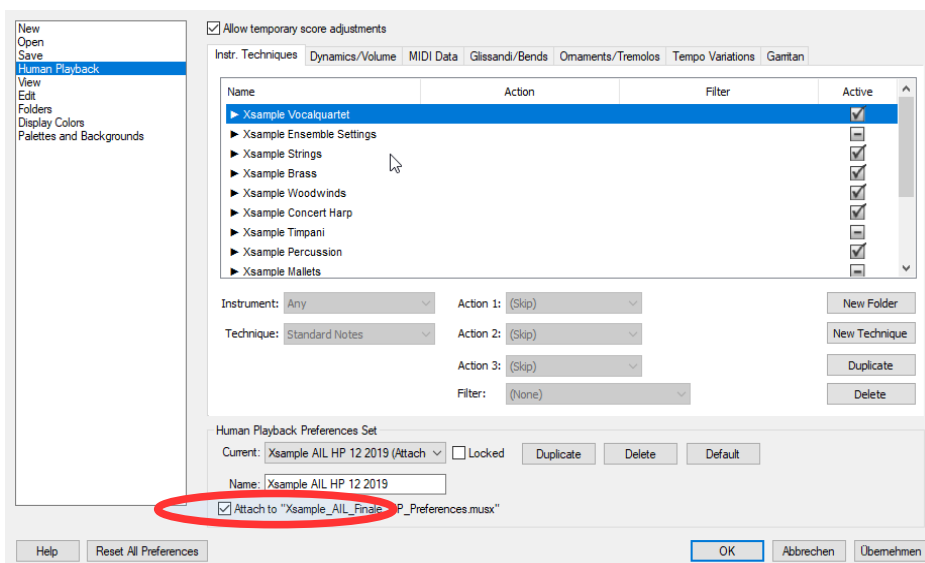 New
Open
Save
Human Playback
View
Edit
Folders
Display Colors
Palettes and Backgrounds
Allow temporary score adjustments
Instr. Techniques Dynamics/Volume MIDI Data Glissandi/Bends Ornaments/Tremolos Tempo Variations Garritan
Name Action Filter Active
Xsample Vocalquartet
Xsample Ensemble Settings
Xsample Strings
Xsample Brass
Xsample Woodwinds
Xsample Concert Harp
Xsample Timpani
Xsample Percussion
Xsample Mallets
Instrument: Any Action 1: (Skip) New Folder
Technique: Standard Notes Action 2: (Skip) New Technique
Action 3: (Skip) Duplicate
Filter: (None) Delete
Human Playback Preferences Set
Current: Xsample AIL HP 12 2019 (Attach Locked Duplicate Delete Default
Name: Xsample AIL HP 12 2019
Attach to "Xsample_AIL_Finale P_Preferences.musx"
Help Reset All Preferences OK Abbrechen Übernehmen